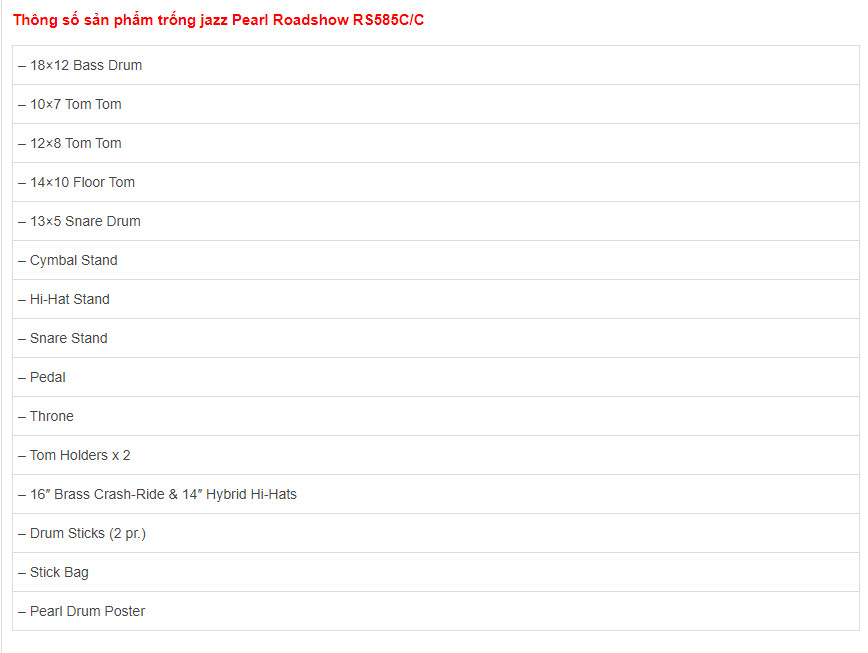 Thông số sản phẩm trống jazz Pearl Roadshow RS585C/C
– 18×12 Bass Drum
– 10×7 Tom Tom
– 12×8 Tom Tom
– 14×10 Floor Tom
– 13×5 Snare Drum
– Cymbal Stand
– Hi-Hat Stand
– Snare Stand
– Pedal
– Throne
– Tom Holders x 2
– 16″ Brass Crash-Ride & 14″ Hybrid Hi-Hats
– Drum Sticks (2 pr.)
– Stick Bag
– Pearl Drum Poster